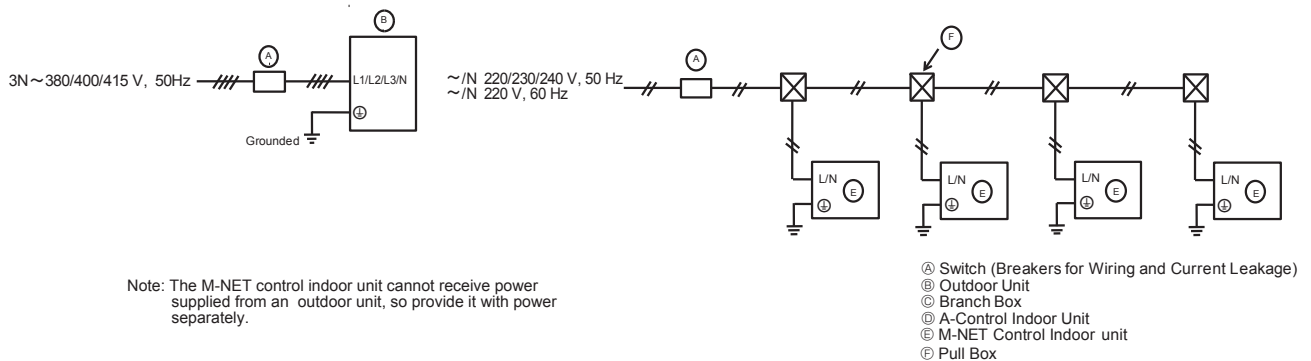 B
A
3N~380/400/415 V, 50Hz
L1/L2/L3/N
Grounded
F
A
~/N 220/230/240 V, 50 Hz
~/N 220 V, 60 Hz
L/N E
L/N E
L/N E
L/N E
Note: The M-NET control indoor unit cannot receive power
supplied from an outdoor unit, so provide it with power
separately.
Ⓐ Switch (Breakers for Wiring and Current Leakage)
Ⓑ Outdoor Unit
Ⓒ Branch Box
Ⓓ A-Control Indoor Unit
Ⓔ M-NET Control Indoor unit
Ⓕ Pull Box